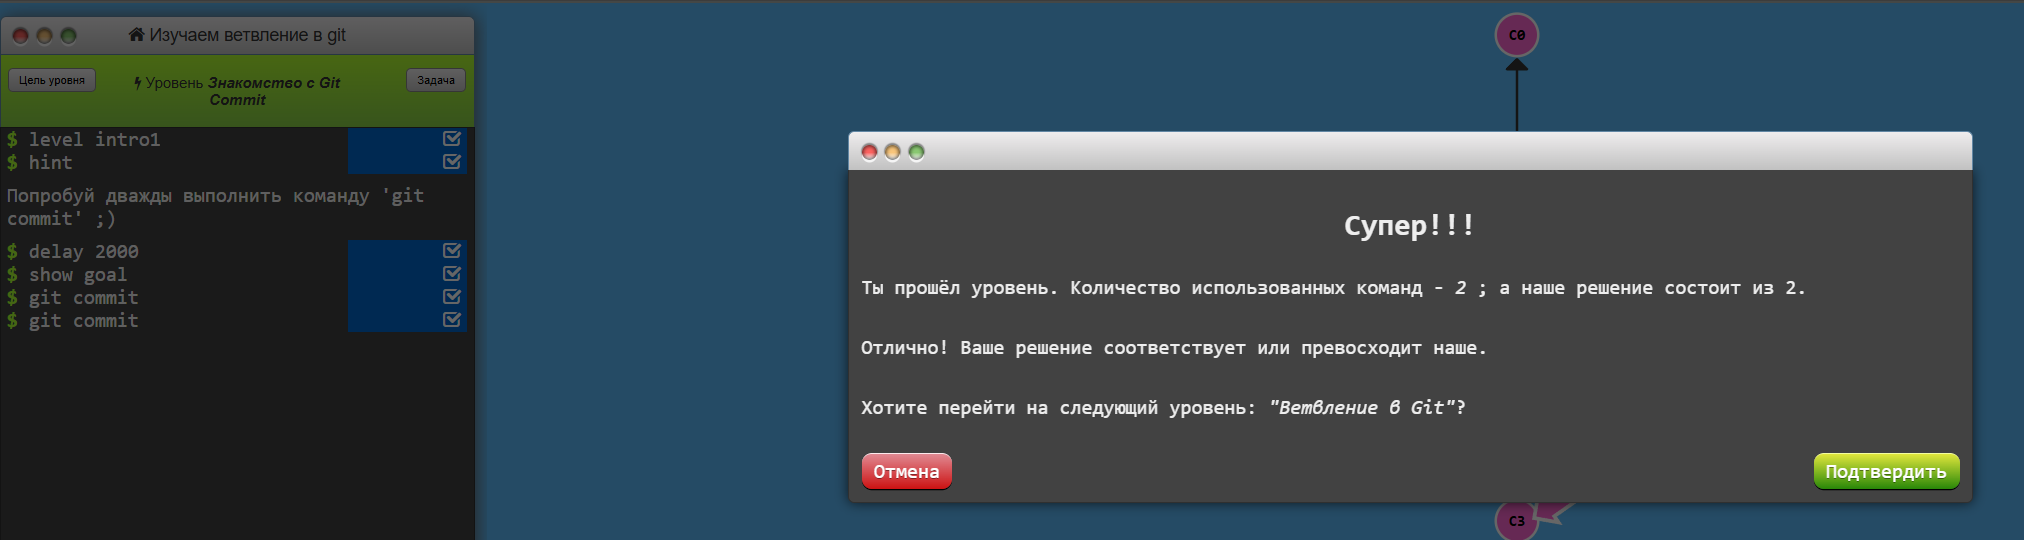 Изучаем ветвление в git
Цель уровня
Уровень Знакомство с Git
Commit
Задача
$ level intro1
$ hint
Попробуй дважды выполнить команду 'git
commit' ;)
$ delay 2000
$ show goal
$ git commit
$ git commit
C0
Супер!!!
Ты прошёл уровень. Количество использованных команд - 2 ; а наше решение состоит из 2.
Отлично! Ваше решение соответствует или превосходит наше.
Хотите перейти на следующий уровень: "Ветвление в Git"?
Отмена
Подтвердить
C3